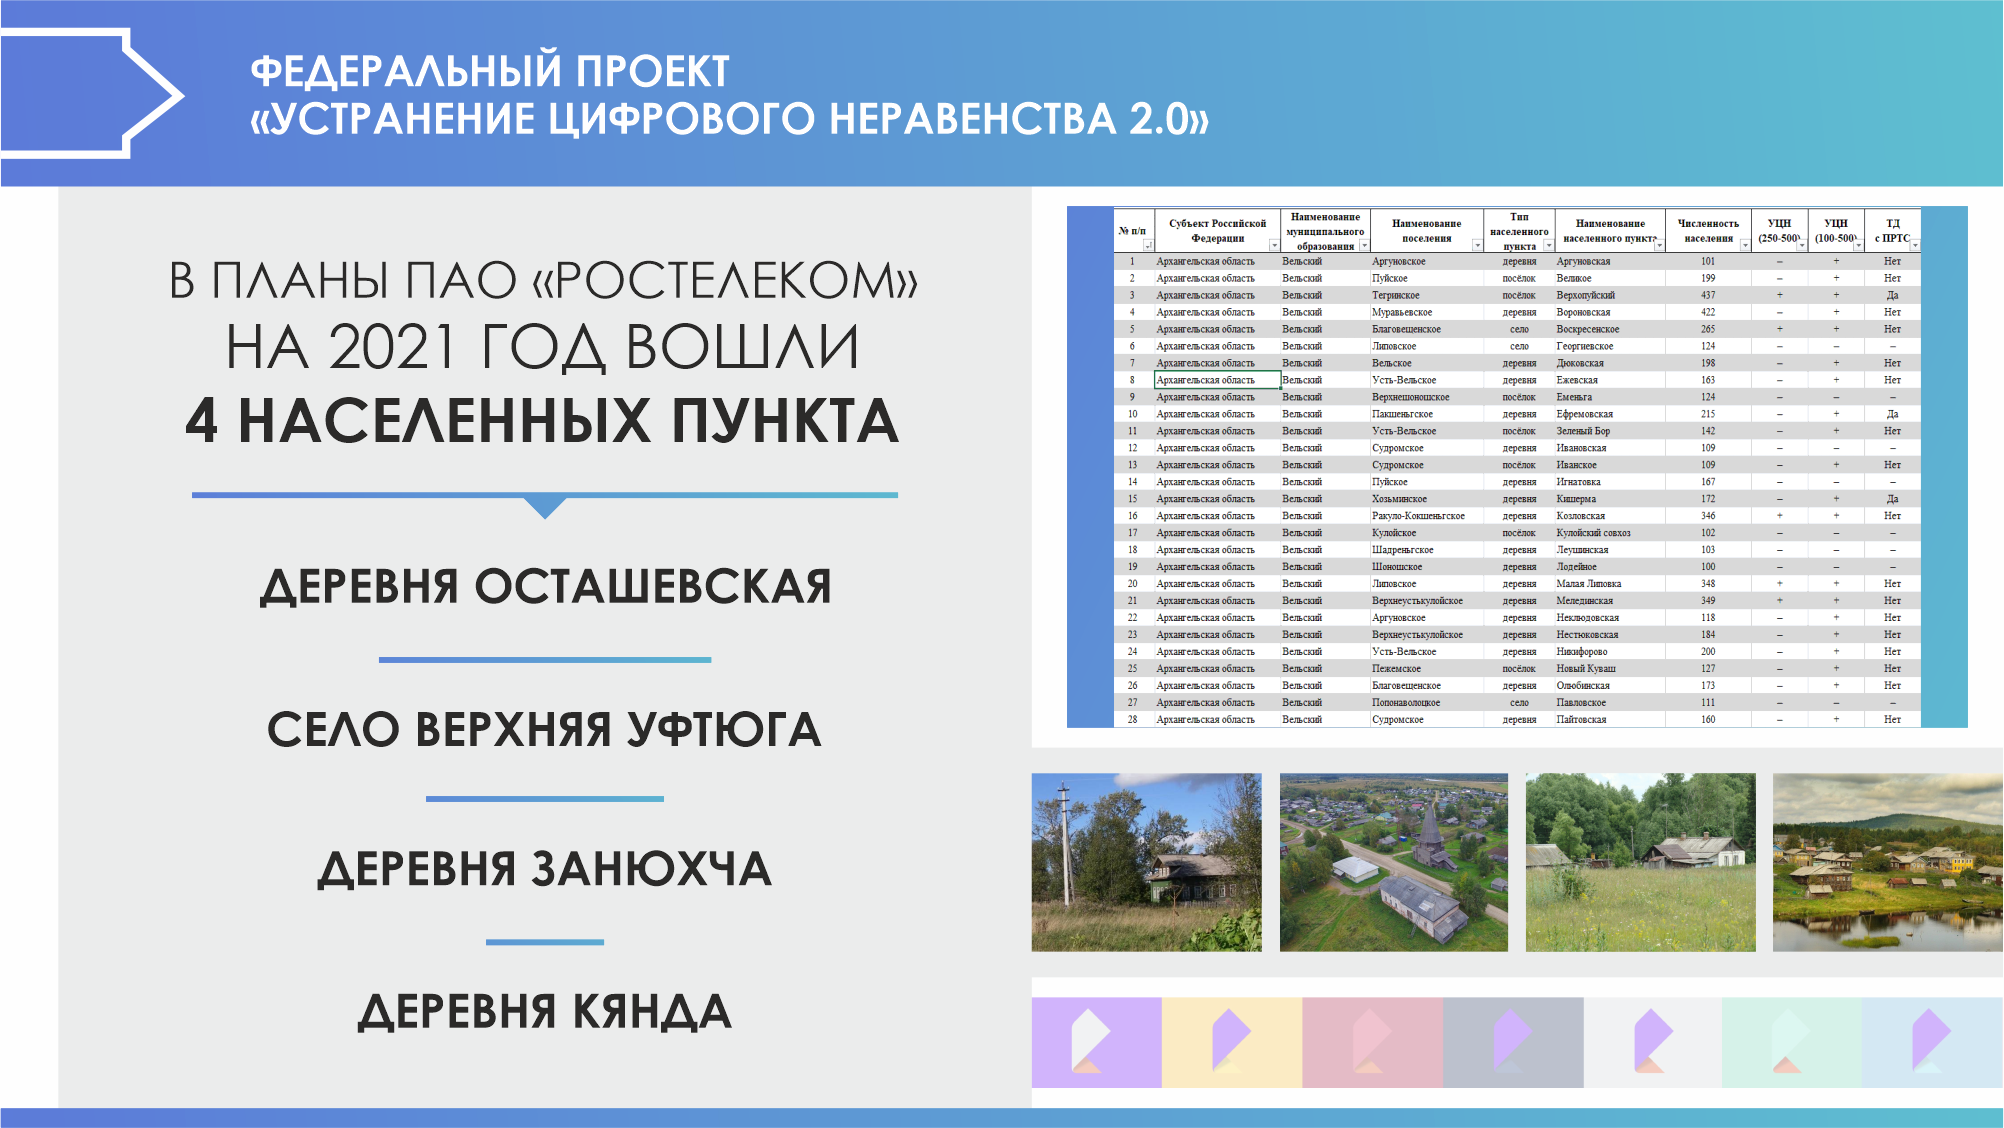 ФЕДЕРАЛЬНЫЙ ПРОЕКТ
«УСТРАНЕНИЕ ЦИФРОВОГО НЕРАВЕНСТВА 2.0»
В ПЛАНЫ ПАО «РОСТЕЛЕКОМ»
НА 2021 ГОД ВОШЛИ
4 НАСЕЛЕННЫХ ПУНКТА
ДЕРЕВНЯ ОСТАШЕВСКАЯ
СЕЛО ВЕРХНЯЯ УФТЮГА
ДЕРЕВНЯ ЗАНЮХЧА
ДЕРЕВНЯ КЯНДА
№ п/п Субъект Российской Федерации Наименование муниципального образования Наименование поселения Тип населенного пункта Наименование населенного пункта Численность населения УЦН (250-500) УЦН (100-500) ТД с ПРТС
1 Архангельская область Вельский Аргуновское деревня Аргуновская 101 – + Нет
2 Архангельская область Вельский Пуйское посёлок Великое 199 – + Нет
3 Архангельская область Вельский Тегринское посёлок Верхопуйский 437 + + Да
4 Архангельская область Вельский Муравьевское деревня Вороновская 422 – + Нет
5 Архангельская область Вельский Благовещенское село Воскресенское 265 + + Нет
6 Архангельская область Вельский Липовское село Георгиевское 124 – – –
7 Архангельская область Вельский Вельское деревня Дюковская 198 – + Нет
8 Архангельская область Вельский Усть-Вельское деревня Ежевская 163 – + Нет
9 Архангельская область Вельский Верхнешоношское посёлок Еменьга 124 – – –
10 Архангельская область Вельский Пакшеньгское деревня Ефремовская 215 – + Да
11 Архангельская область Вельский Усть-Вельское посёлок Зеленый Бор 142 – + Нет
12 Архангельская область Вельский Судромское деревня Ивановская 109 – – –
13 Архангельская область Вельский Судромское посёлок Иванское 109 – + Нет
14 Архангельская область Вельский Пуйское деревня Игнатовка 167 – – –
15 Архангельская область Вельский Хозьминское деревня Кишерма 172 – + Да
16 Архангельская область Вельский Ракуло-Кокшеньгское деревня Козловская 346 + + Нет
17 Архангельская область Вельский Кулойское посёлок Кулойский совхоз 102 – – –
18 Архангельская область Вельский Шадреньгское деревня Леушинская 103 – – –
19 Архангельская область Вельский Шоношское деревня Лодейное 100 – – –
20 Архангельская область Вельский Липовское деревня Малая Липовка 348 + + Нет
21 Архангельская область Вельский Верхнеустькулойское деревня Мелединская 349 + + Нет
22 Архангельская область Вельский Аргуновское деревня Неклюдовская 118 – + Нет
23 Архангельская область Вельский Верхнеустькулойское деревня Нестюковская 184 – + Нет
24 Архангельская область Вельский Усть-Вельское деревня Никифорово 200 – + Нет
25 Архангельская область Вельский Пежемское посёлок Новый Куваш 127 – + Нет
26 Архангельская область Вельский Благовещенское деревня Олюбинская 173 – + Нет
27 Архангельская область Вельский Попонаволоцкое село Павловское 111 – – –
28 Архангельская область Вельский Судромское деревня Пайтовская 160 – + Нет